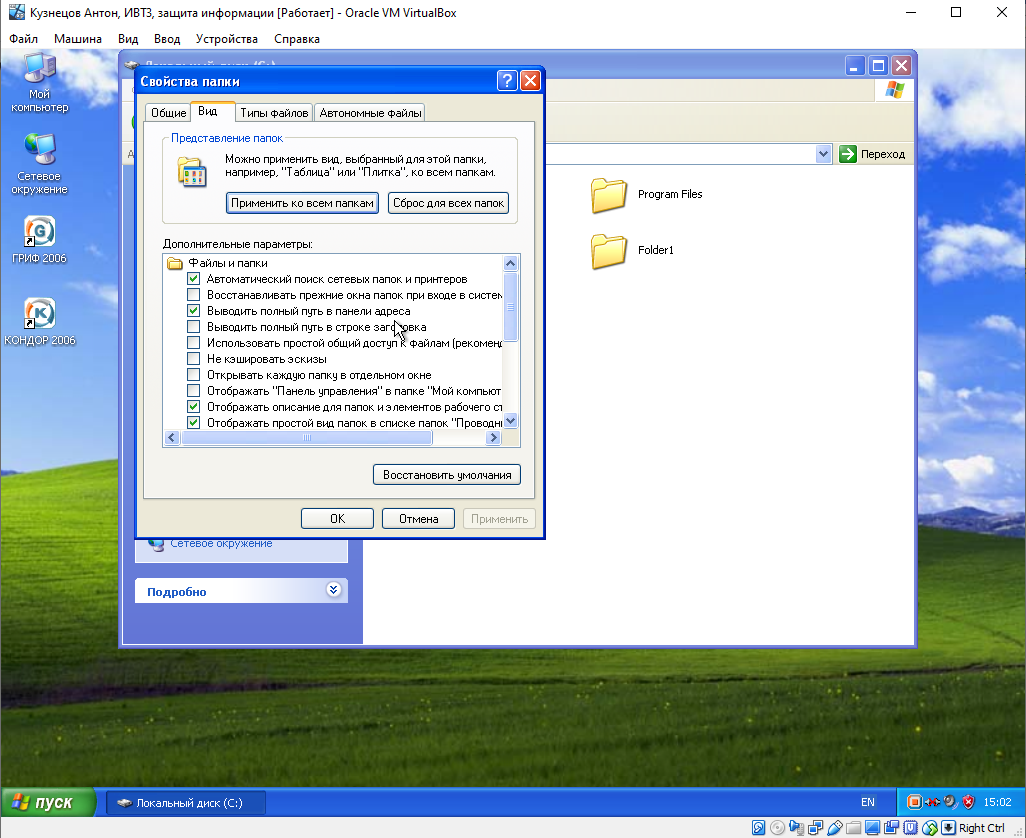 Кузнецов Антон, ИВТЗ, защита информации [Работает] - Oracle VM VirtualBox
Файл Машина Вид Ввод Устройства Справка
Мой
компьютер
Сетевое
окружение
ГРИФ 2006
КОНДОР 2006
Локальный диск (C:)
Свойства папки
Общие Вид Типы файлов Автономные файлы
Представление папок
Можно применить вид, выбранный для этой папки,
например, "Таблица" или "Плитка", ко всем папкам.
Применить ко всем папкам Сброс для всех папок
Дополнительные параметры:
Файлы и папки
Автоматический поиск сетевых папок и принтеров
Восстанавливать прежние окна папок при входе в систем
Выводить полный путь в панели адреса
Выводить полный путь в строке заголовка
Использовать простой общий доступ к файлам (рекоменд
Не кэшировать эскизы
Открывать каждую папку в отдельном окне
Отображать "Панель управления" в папке "Мой компьют
Отображать описание для папок и элементов рабочего ст
Отображать простой вид папок в списке папок "Проводн
Восстановить умолчания
OK Отмена Применить
Переход
Program Files
Folder1
Сетевое окружение
Подробно
пуск
Локальный диск (C:)
EN
15:02
Right Ctrl